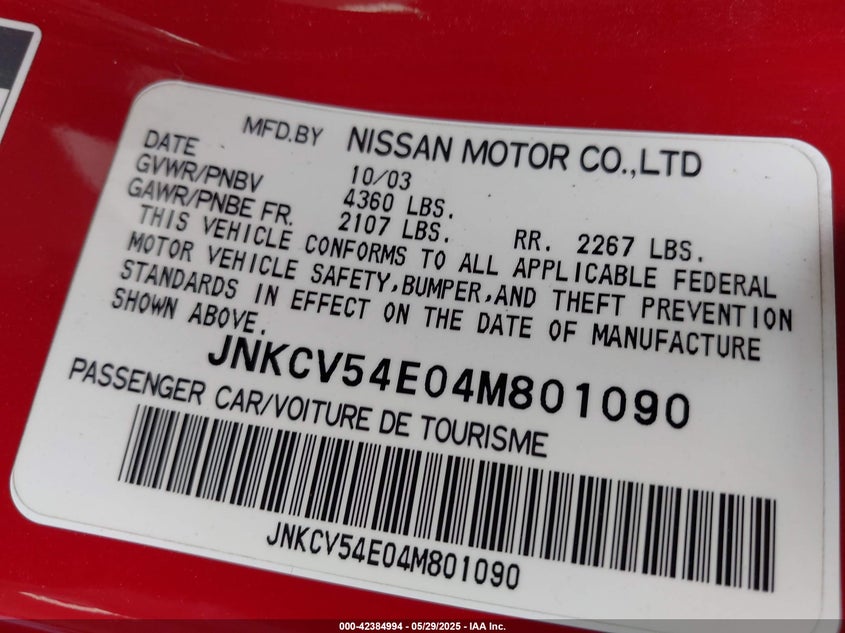 MFD.BY NISSAN MOTOR CO.,LTD
DATE 10/03
GVWR/PNBV 4360 LBS.
GAWR/PNBE FR. 2107 LBS. RR. 2267 LBS.
THIS VEHICLE CONFORMS TO ALL APPLICABLE FEDERAL
MOTOR VEHICLE SAFETY,BUMPER,AND THEFT PREVENTION
STANDARDS IN EFFECT ON THE DATE OF MANUFACTURE
SHOWN ABOVE.
JNKCV54E04M801090
PASSENGER CAR/VOITURE DE TOURISME
JNKCV54E04M801090
000-42384994 - 05/29/2025 - IAA Inc.